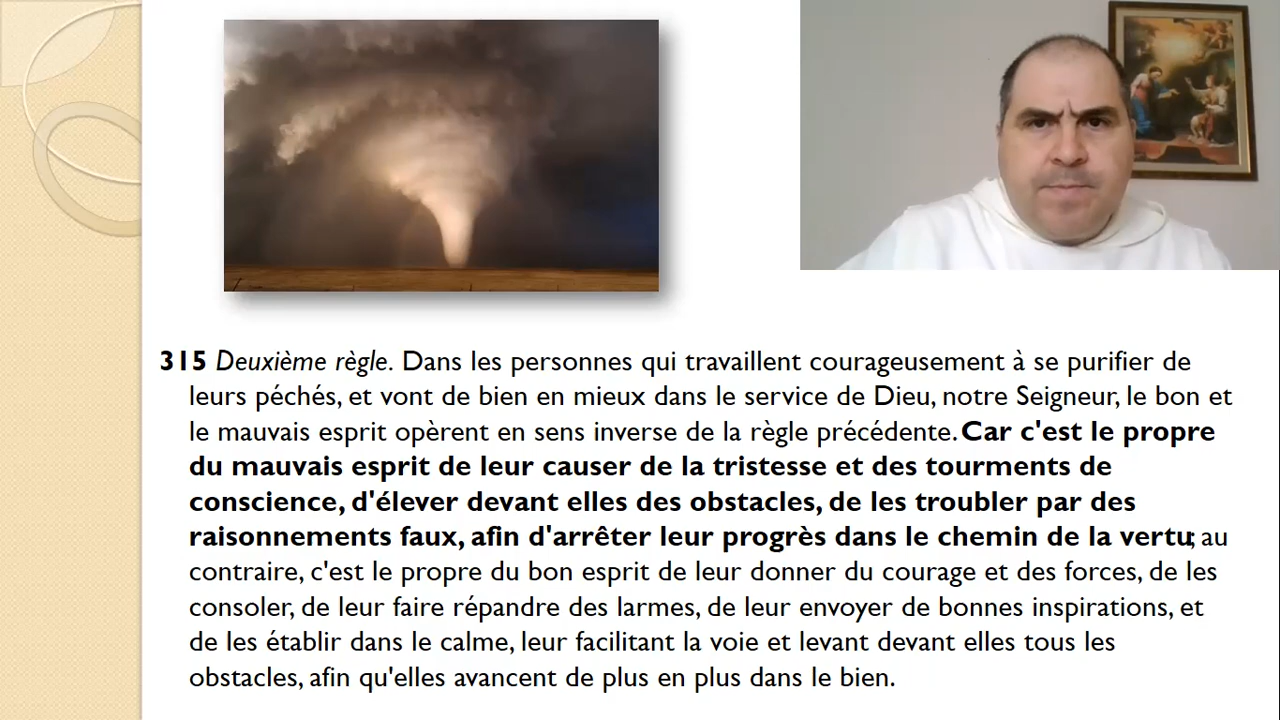 315 Deuxième règle. Dans les personnes qui travaillent courageusement à se purifier de
leurs péchés, et vont de bien en mieux dans le service de Dieu, notre Seigneur, le bon et
le mauvais esprit opèrent en sens inverse de la règle précédente. Car c'est le propre
du mauvais esprit de leur causer de la tristesse et des tourments de
conscience, d'élever devant elles des obstacles, de les troubler par des
raisonnements faux, afin d'arrêter leur progrès dans le chemin de la vertu; au
contraire, c'est le propre du bon esprit de leur donner du courage et des forces, de les
consoler, de leur faire répandre des larmes, de leur envoyer de bonnes inspirations, et
de les établir dans le calme, leur facilitant la voie et levant devant elles tous les
obstacles, afin qu'elles avancent de plus en plus dans le bien.